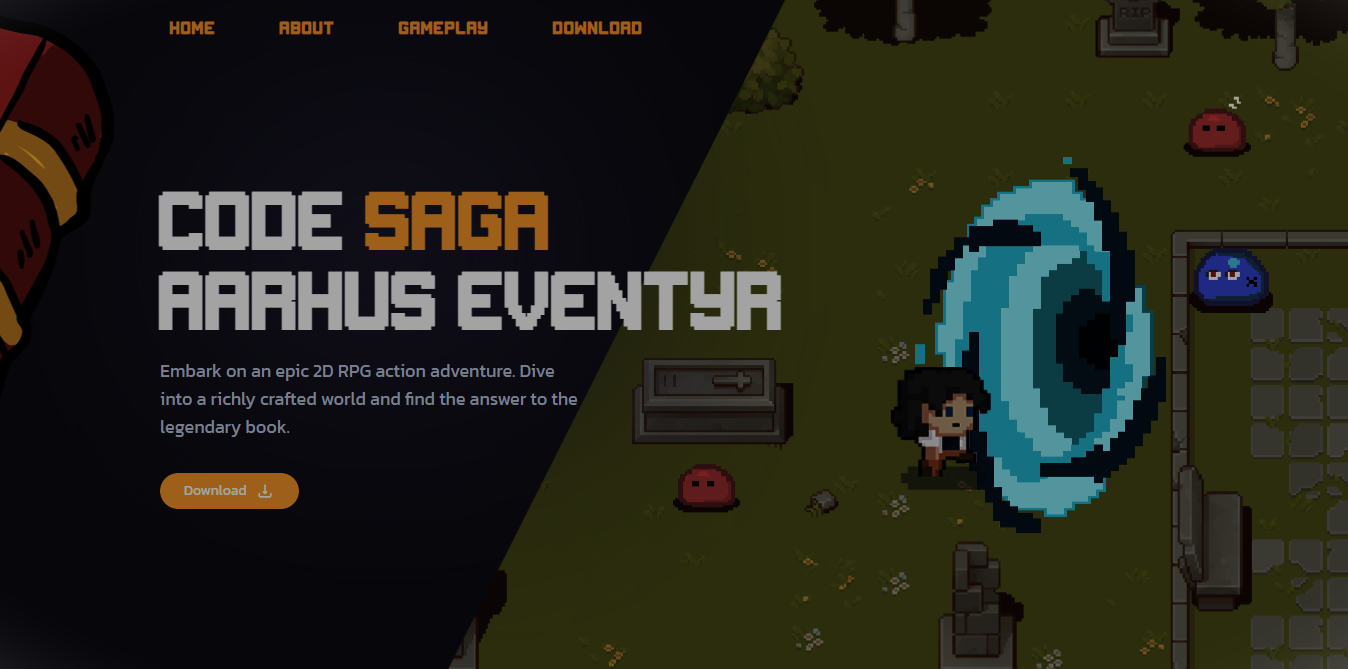 HOME ABOUT GAMEPLAY DOWNLOAD
RIP
CODE SAGA
AARHUS EVENTYR
Embark on an epic 2D RPG action adventure. Dive
into a richly crafted world and find the answer to the
legendary book.
Download